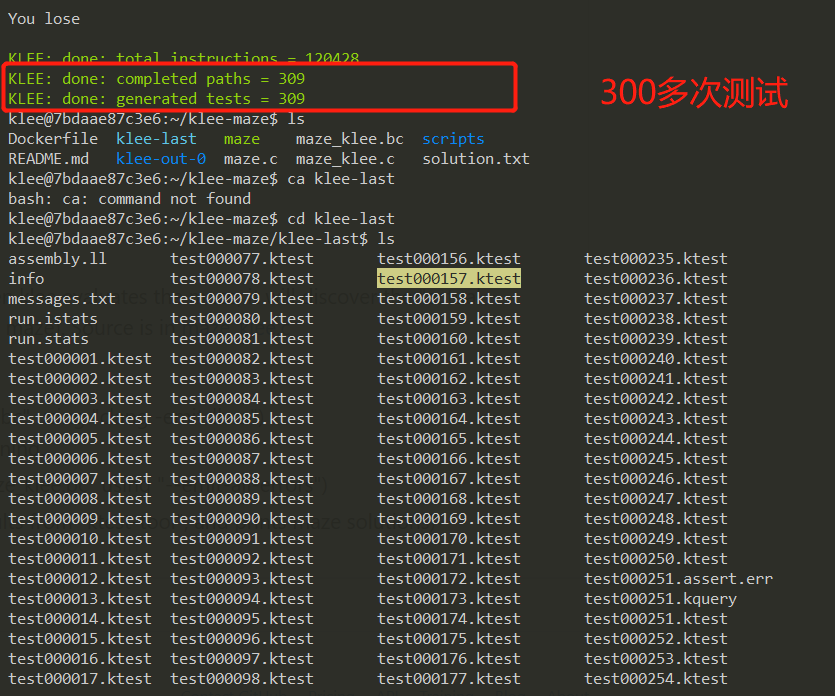 You lose
KLEE: done: total instructions = 120428
KLEE: done: completed paths = 309
KLEE: done: generated tests = 309
300多次测试
klee@7bdaae87c3e6:~/klee-maze$ ls
Dockerfile klee-last maze maze_klee.bc scripts
README.md klee-out-0 maze.c maze_klee.c solution.txt
klee@7bdaae87c3e6:~/klee-maze$ ca klee-last
bash: ca: command not found
klee@7bdaae87c3e6:~/klee-maze$ cd klee-last
klee@7bdaae87c3e6:~/klee-maze/klee-last$ ls
assembly.ll test000077.ktest test000156.ktest test000235.ktest
info test000078.ktest test000157.ktest test000236.ktest
messages.txt test000079.ktest test000158.ktest test000237.ktest
run.istats test000080.ktest test000159.ktest test000238.ktest
run.stats test000081.ktest test000160.ktest test000239.ktest
test000001.ktest test000082.ktest test000161.ktest test000240.ktest
test000002.ktest test000083.ktest test000162.ktest test000241.ktest
test000003.ktest test000084.ktest test000163.ktest test000242.ktest
test000004.ktest test000085.ktest test000164.ktest test000243.ktest
test000005.ktest test000086.ktest test000165.ktest test000244.ktest
test000006.ktest test000087.ktest test000166.ktest test000245.ktest
test000007.ktest test000088.ktest test000167.ktest test000246.ktest
test000008.ktest test000089.ktest test000168.ktest test000247.ktest
test000009.ktest test000090.ktest test000169.ktest test000248.ktest
test000010.ktest test000091.ktest test000170.ktest test000249.ktest
test000011.ktest test000092.ktest test000171.ktest test000250.ktest
test000012.ktest test000093.ktest test000172.ktest test000251.assert.err
test000013.ktest test000094.ktest test000173.ktest test000251.kquery
test000014.ktest test000095.ktest test000174.ktest test000251.ktest
test000015.ktest test000096.ktest test000175.ktest test000252.ktest
test000016.ktest test000097.ktest test000176.ktest test000253.ktest
test000017.ktest test000098.ktest test000177.ktest test000254.ktest